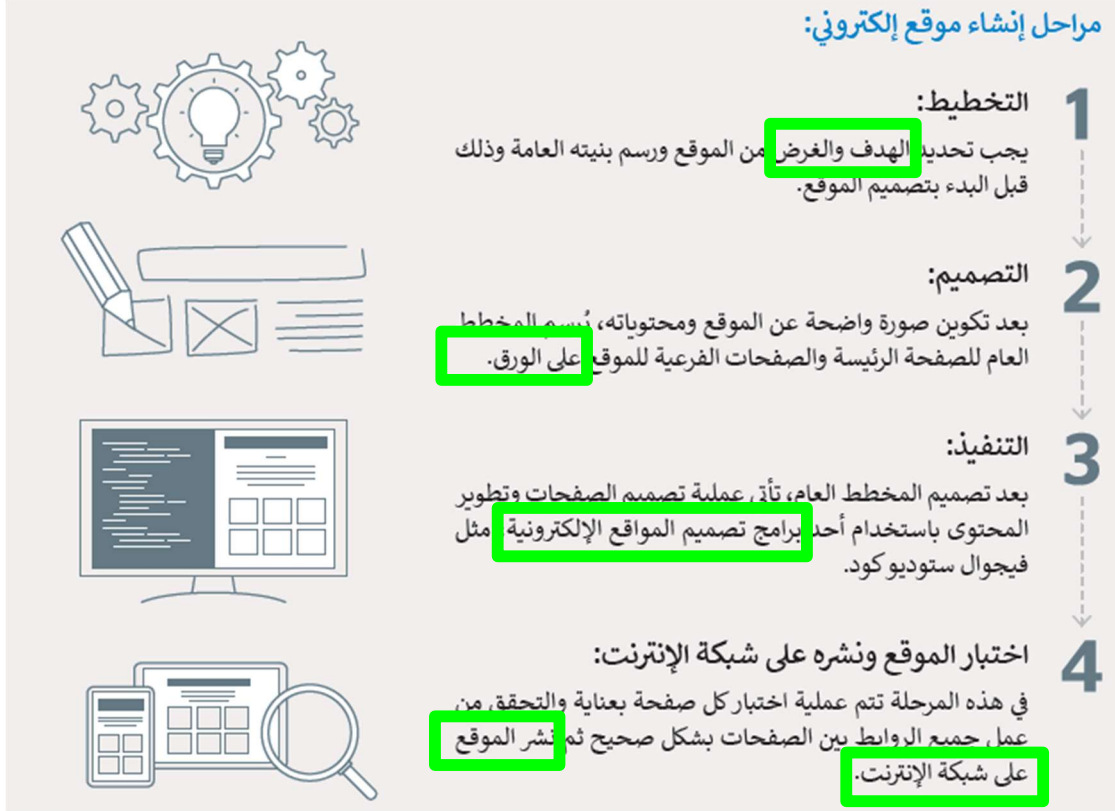 مراحل إنشاء موقع إلكتروني:
1
التخطيط:
يجب تحديد الهدف والغرض من الموقع ورسم بنيته العامة وذلك
قبل البدء بتصميم الموقع.
2
التصميم:
بعد تكوين صورة واضحة عن الموقع ومحتوياته، يُرسم المخطط
العام للصفحة الرئيسة والصفحات الفرعية للموقع على الورق.
3
التنفيذ:
بعد تصميم المخطط العام، تأتي عملية تصميم الصفحات وتطوير
المحتوى باستخدام أحد برامج تصميم المواقع الإلكترونية مثل
فيجوال ستوديو كود.
4
اختبار الموقع ونشره على شبكة الإنترنت:
في هذه المرحلة تتم عملية اختبار كل صفحة بعناية والتحقق من
عمل جميع الروابط بين الصفحات بشكل صحيح ثم نشر الموقع
على شبكة الإنترنت.